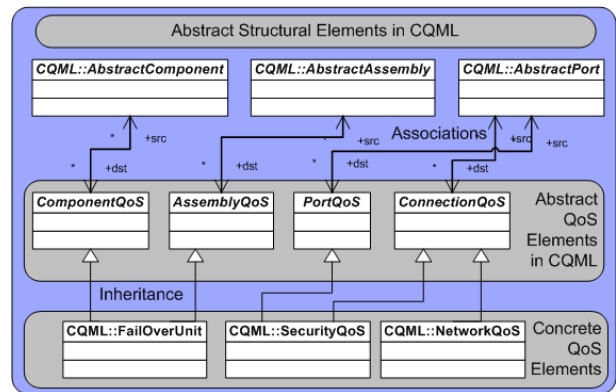 Abstract Structural Elements in CQML
CQML::AbstractComponent
CQML::AbstractAssembly
CQML::AbstractPort
* +src
* +src
Associations
+src
+src
* +dst
* +dst
* +dst
* +dst
ComponentQoS
AssemblyQoS
PortQoS
ConnectionQoS
Abstract
QoS
Elements
in CQML
Inheritance
CQML::FailOverUnit
CQML::SecurityQoS
CQML::NetworkQoS
Concrete
QoS
Elements